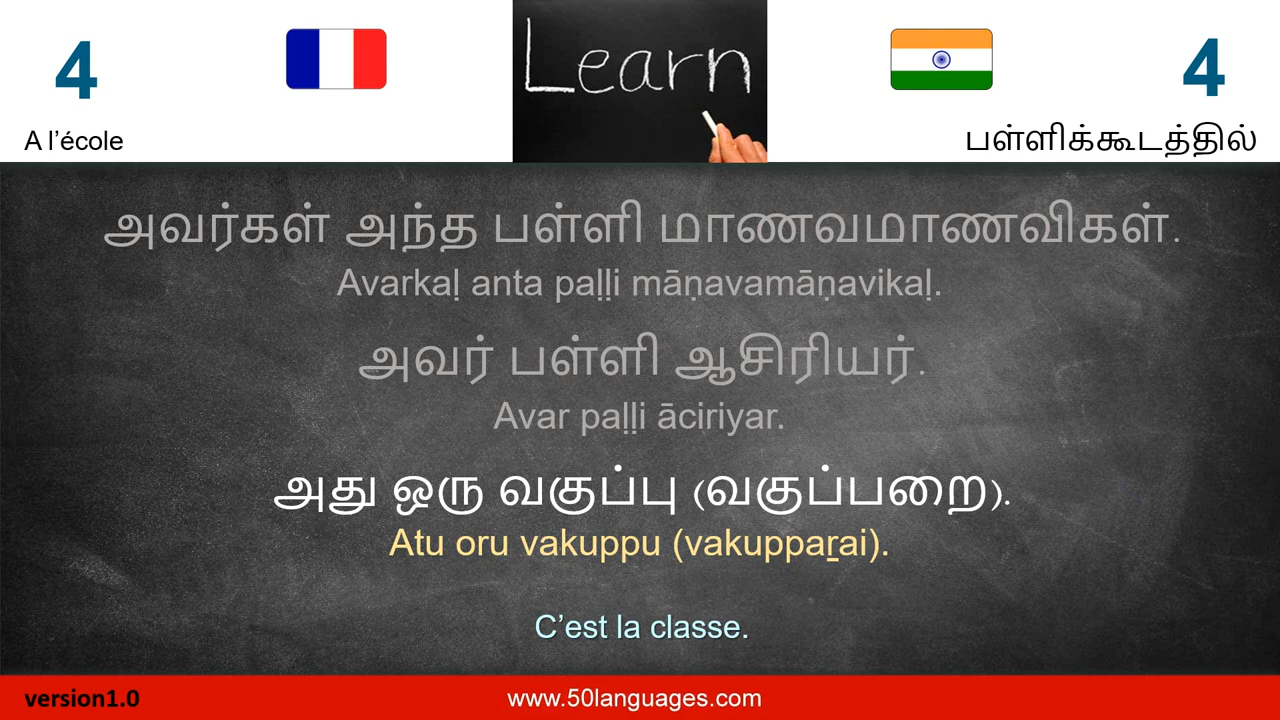 4
Learn
4
A l’école
பள்ளிக்கூடத்தில்
அவர்கள் அந்த பள்ளி மாணவமாணவிகள்.
Avarkaḷ anta paḷḷi māṇavamāṇavikaḷ.
அவர் பள்ளி ஆசிரியர்.
Avar paḷḷi āciriyar.
அது ஒரு வகுப்பு (வகுப்பறை).
Atu oru vakuppu (vakuppaṟai).
C’est la classe.
version1.0
www.50languages.com